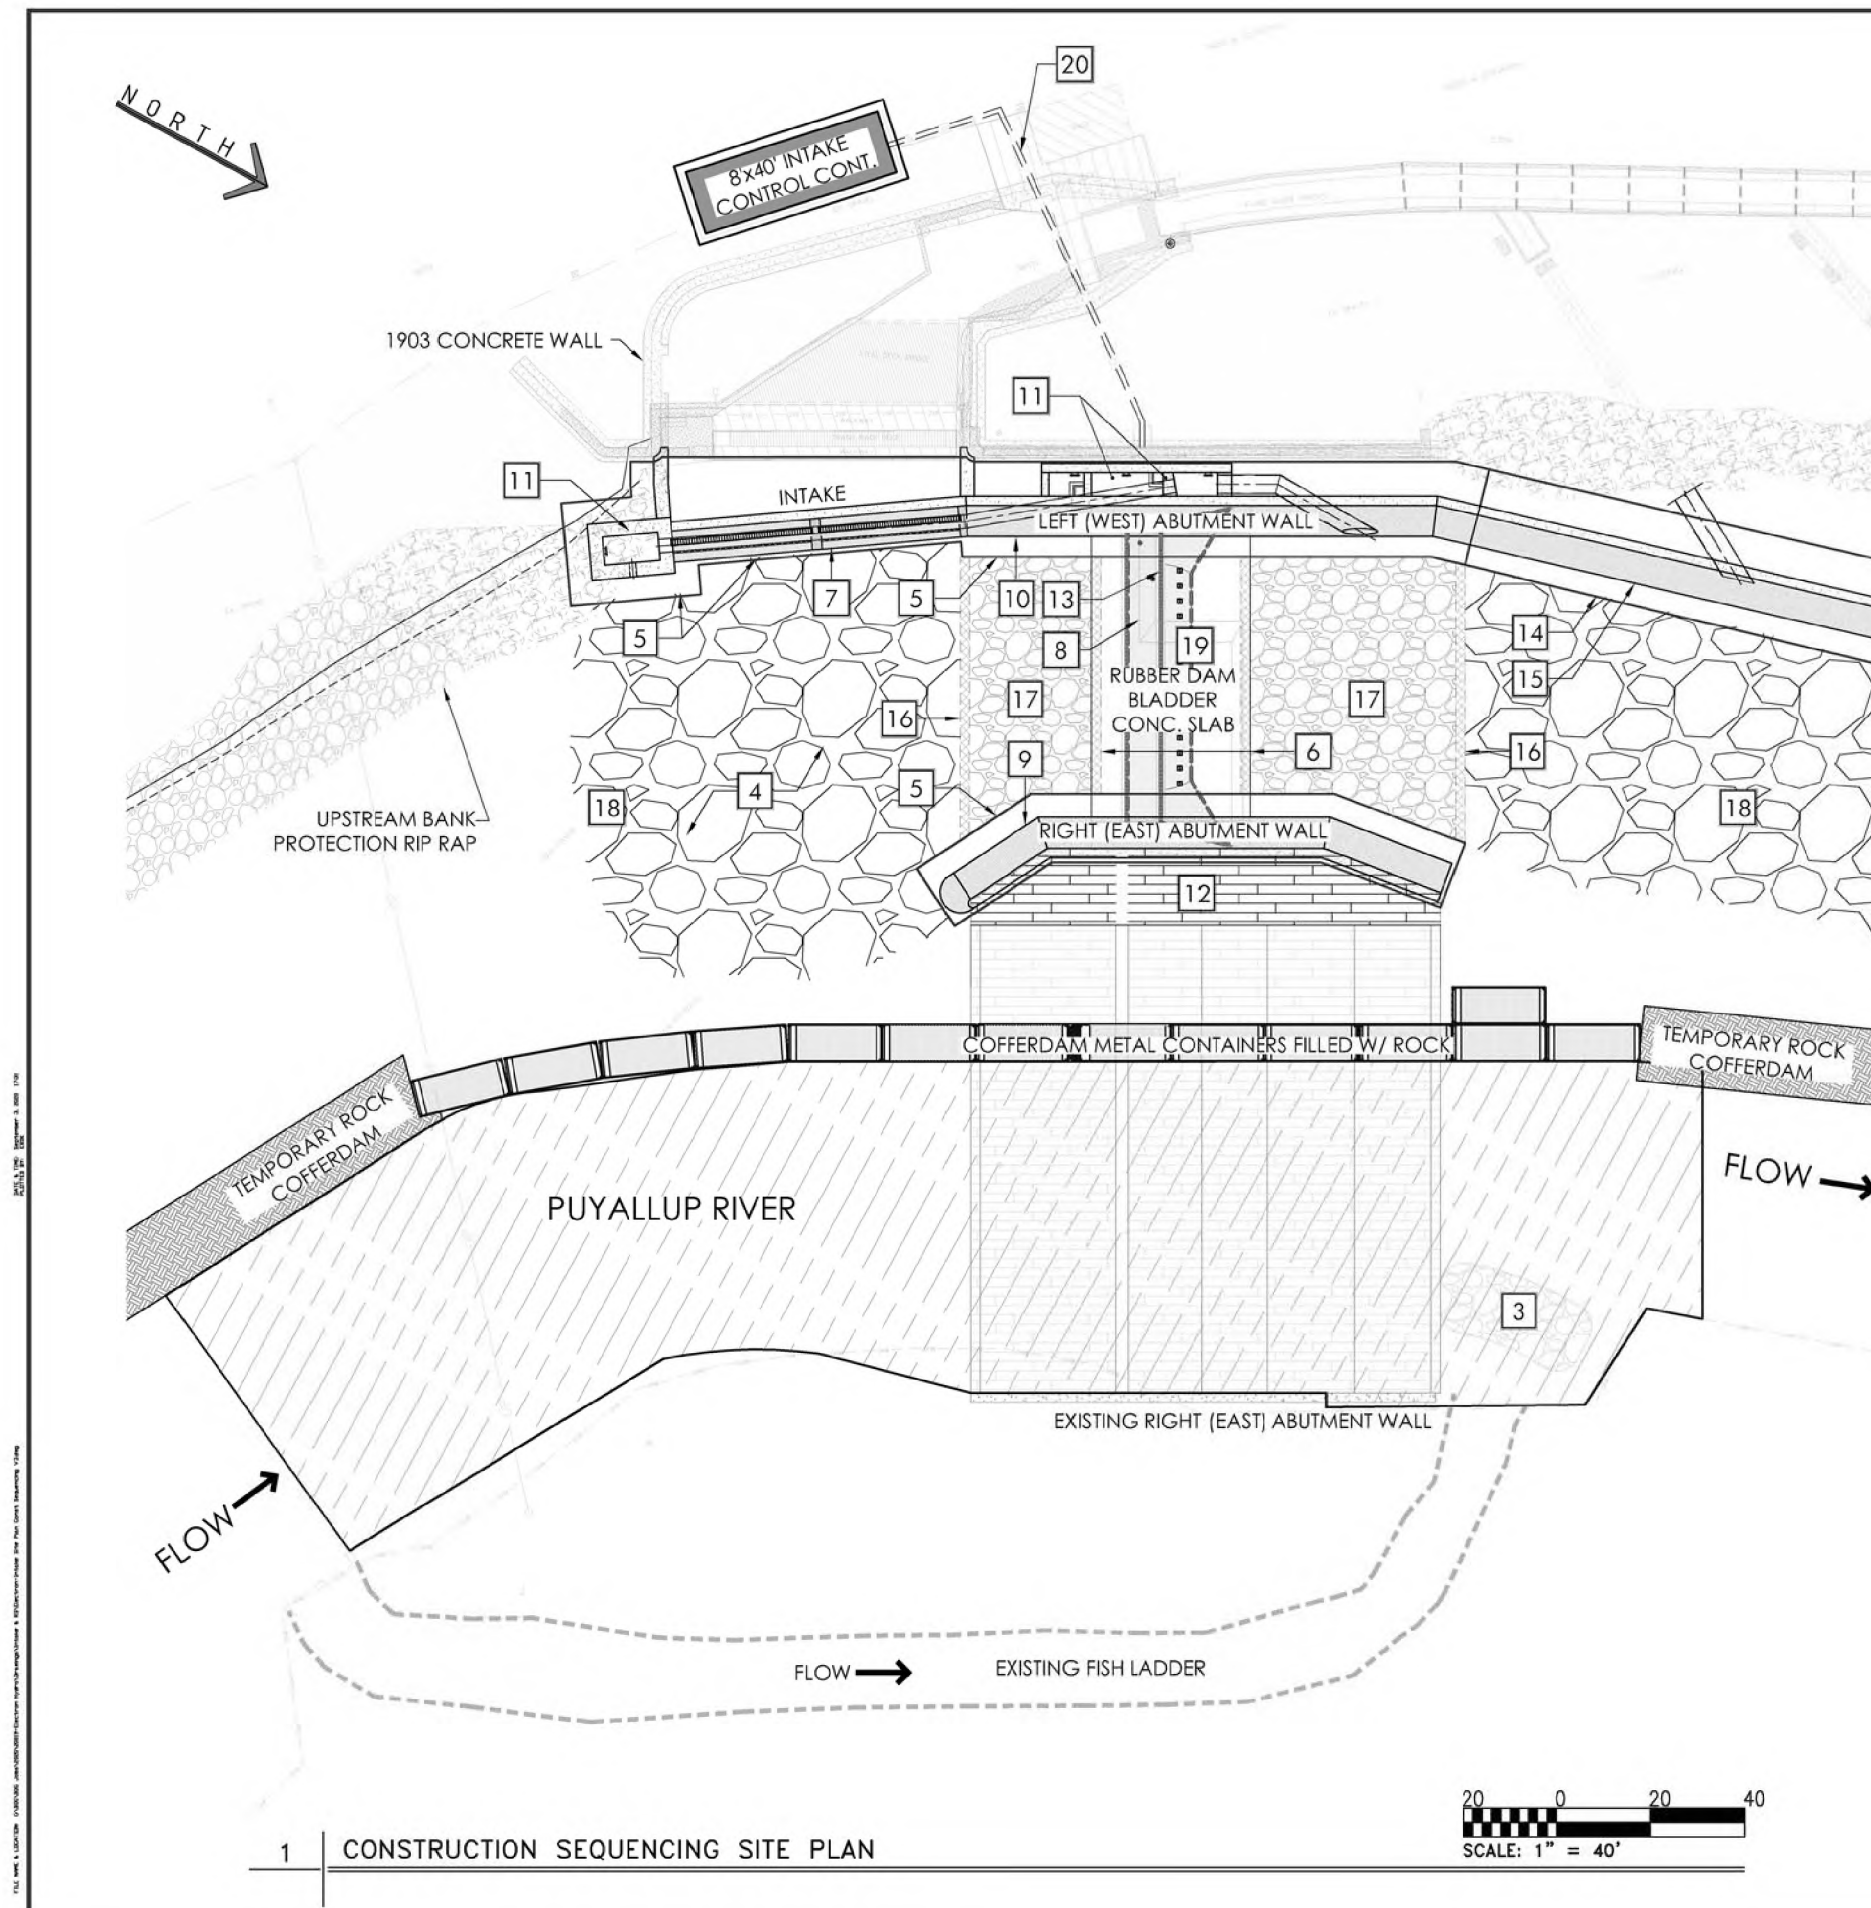 20
NORTH
8'x40' INTAKE
CONTROL CONT.
1903 CONCRETE WALL
11
11
INTAKE
LEFT (WEST) ABUTMENT WALL
5
7
5
10
13
8
19
14
15
RUBBER DAM
BLADDER
CONC. SLAB
17
17
16
16
9
6
4
5
18
18
UPSTREAM BANK
PROTECTION RIP RAP
RIGHT (EAST) ABUTMENT WALL
12
COFFERDAM METAL CONTAINERS FILLED W/ ROCK
TEMPORARY ROCK
COFFERDAM
TEMPORARY ROCK
COFFERDAM
FLOW
PUYALLUP RIVER
3
EXISTING RIGHT (EAST) ABUTMENT WALL
FLOW
FLOW
EXISTING FISH LADDER
20 0 20 40
SCALE: 1" = 40'
1 CONSTRUCTION SEQUENCING SITE PLAN